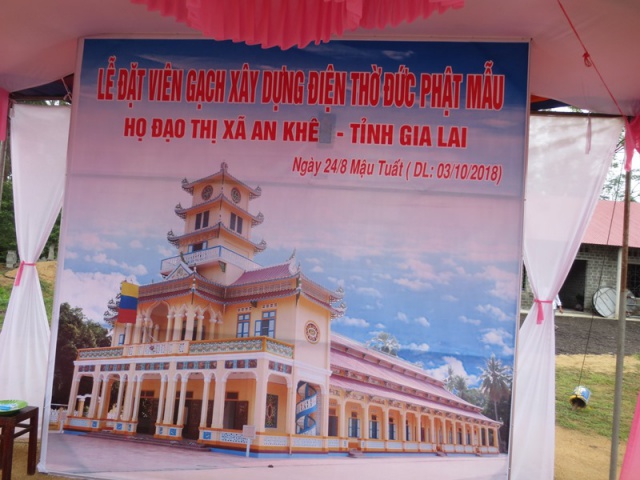 LỄ ĐẶT VIÊN GẠCH XÂY DỰNG ĐIỆN THỜ ĐỨC PHẬT MẪU
HỌ ĐẠO THỊ XÃ AN KHÊ - TỈNH GIA LAI
Ngày 24/8 Mậu Tuất ( DL: 03/10/2018)